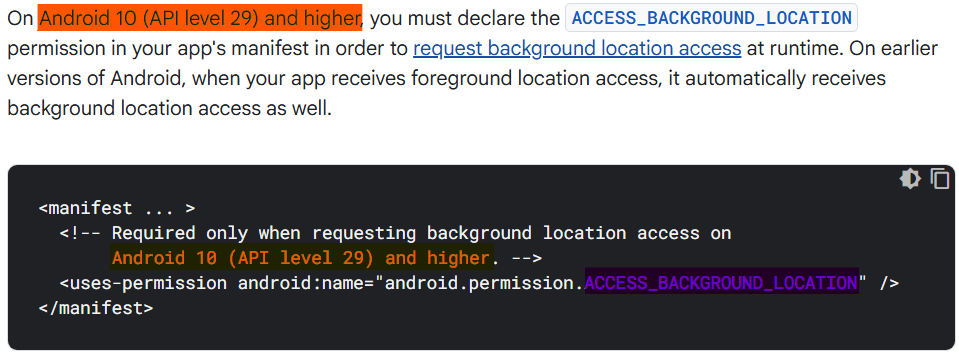 On Android 10 (API level 29) and higher, you must declare the ACCESS_BACKGROUND_LOCATION
permission in your app's manifest in order to request background location access at runtime. On earlier
versions of Android, when your app receives foreground location access, it automatically receives
background location access as well.
<manifest ... >
  <!-- Required only when requesting background location access on
       Android 10 (API level 29) and higher. -->
  <uses-permission android:name="android.permission.ACCESS_BACKGROUND_LOCATION" />
</manifest>